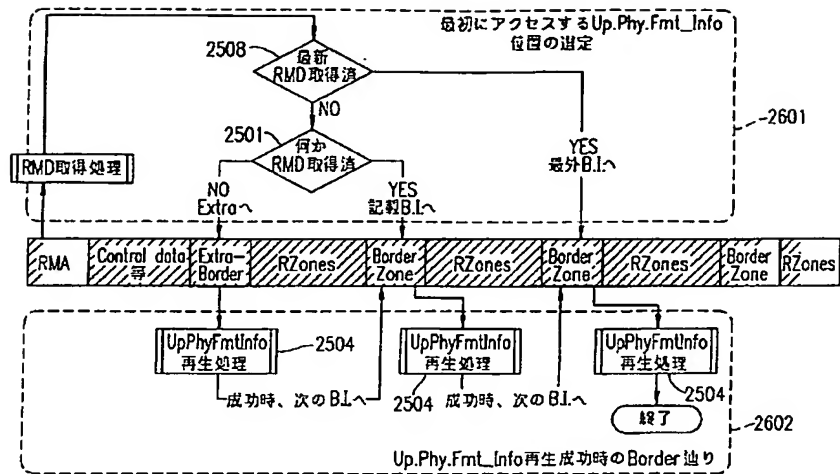 最初にアクセスするUp.Phy.Fmt_Info
位置の選定
2508
最新
RMD取得済
NO
2501
何か
RMD取得済
2601
RMD取得処理
NO
Extraへ
YES
記載B.I.へ
YES
最外B.I.へ
RMA
Control data
等
Extra-
Border
RZones
Border
Zone
RZones
Border
Zone
RZones
Border
Zone
RZones
UpPhyFmtInfo
再生処理
2504
UpPhyFmtInfo
再生処理
2504
UpPhyFmtInfo
再生処理
2504
成功時、次のB.I.へ
成功時、次のB.I.へ
終了
2602
Up.Phy.Fmt_Info再生成功時のBorder辿り